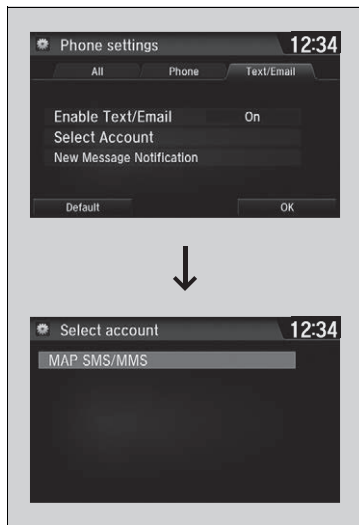 Phone settings 12:34
All Phone Text/Email
Enable Text/Email On
Select Account
New Message Notification
Default OK
Select account 12:34
MAP SMS/MMS